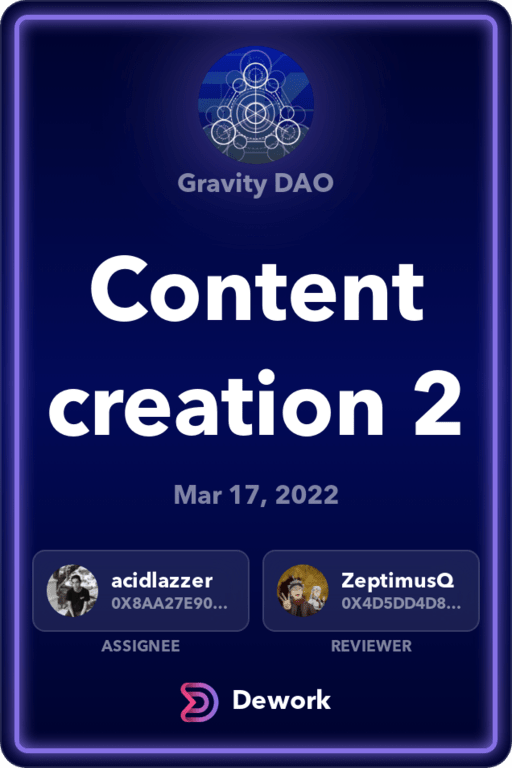 Gravity DAO
Content
creation 2
Mar 17, 2022
acidlazzer
0X8AA27E90...
ASSIGNEE
ZeptimusQ
0X4D5DD4D8...
REVIEWER
Dework